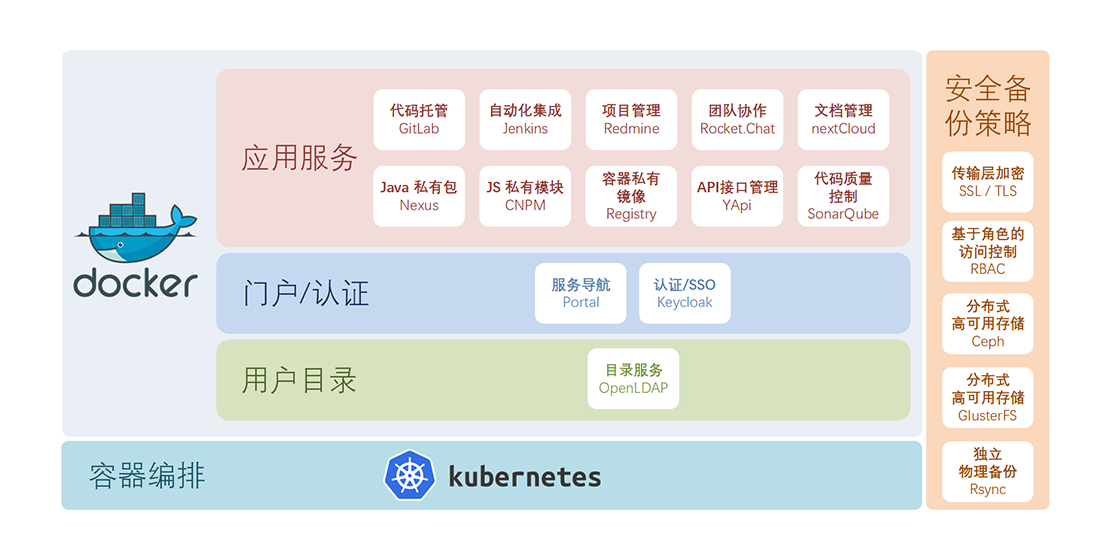 docker
应用服务
代码托管
GitLab
自动化集成
Jenkins
项目管理
Redmine
团队协作
Rocket.Chat
文档管理
nextCloud
Java 私有包
Nexus
JS 私有模块
CNPM
容器私有
镜像
Registry
API接口管理
YApi
代码质量
控制
SonarQube
门户/认证
服务导航
Portal
认证/SSO
Keycloak
用户目录
目录服务
OpenLDAP
容器编排
kubernetes
安全备
份策略
传输层加密
SSL / TLS
基于角色的
访问控制
RBAC
分布式
高可用存储
Ceph
分布式
高可用存储
GlusterFS
独立
物理备份
Rsync